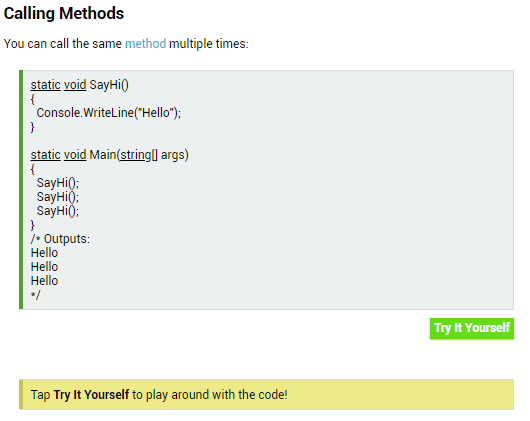 Calling Methods
You can call the same method multiple times:
static void SayHi()
{
Console.WriteLine("Hello");
}
static void Main(string[] args)
{
SayHi();
SayHi();
SayHi();
}
/* Outputs:
Hello
Hello
Hello
*/
Try It Yourself
Tap Try It Yourself to play around with the code!